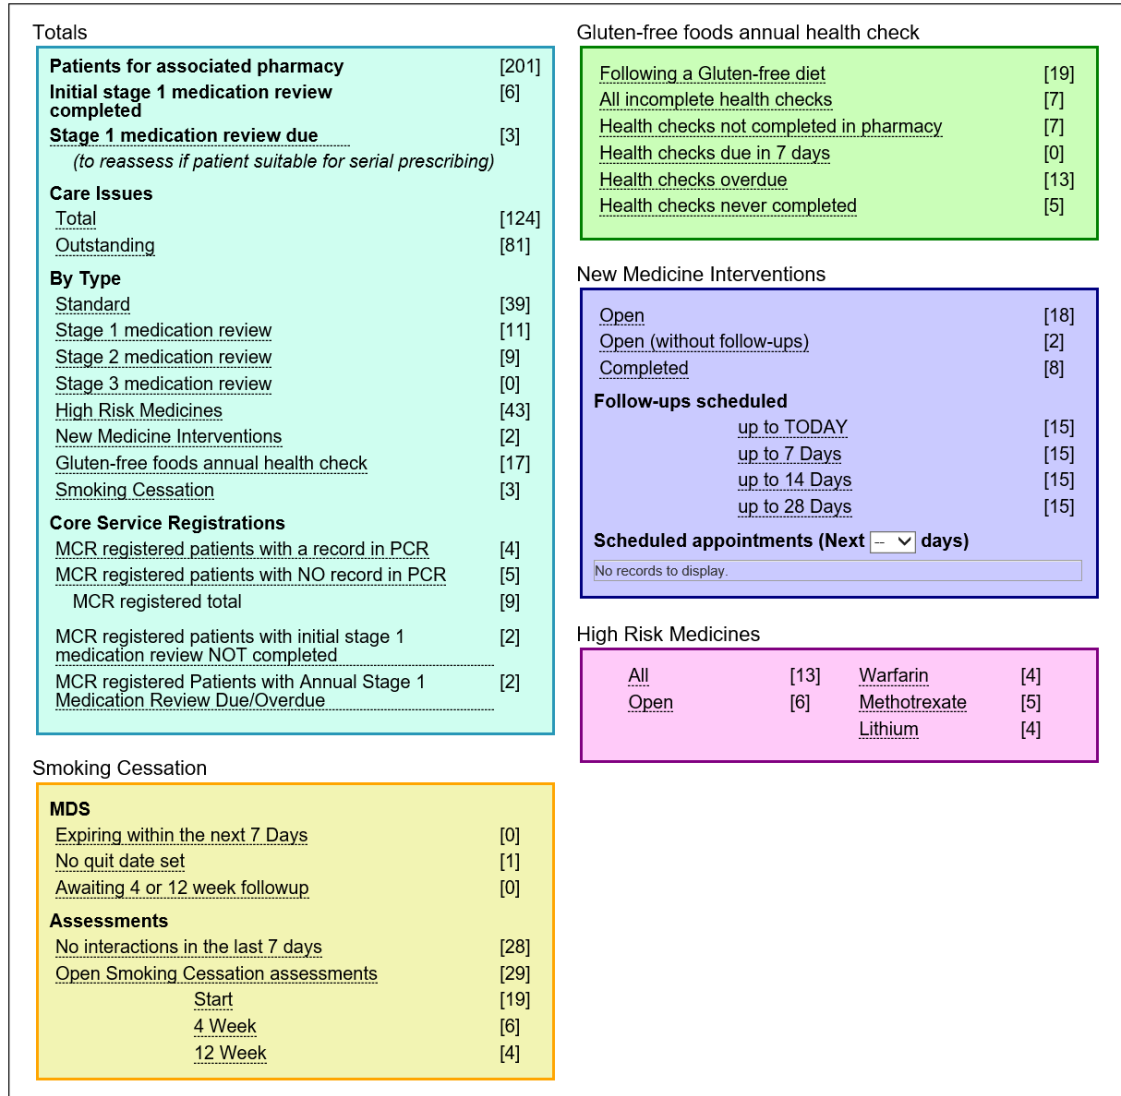 Totals
Patients for associated pharmacy [201]
Initial stage 1 medication review [6]
completed
Stage 1 medication review due [3]
(to reassess if patient suitable for serial prescribing)
Care Issues
Total [124]
Outstanding [81]
By Type
Standard [39]
Stage 1 medication review [11]
Stage 2 medication review [9]
Stage 3 medication review [0]
High Risk Medicines [43]
New Medicine Interventions [2]
Gluten-free foods annual health check [17]
Smoking Cessation [3]
Core Service Registrations
MCR registered patients with a record in PCR [4]
MCR registered patients with NO record in PCR [5]
MCR registered total [9]
MCR registered patients with initial stage 1 [2]
medication review NOT completed
MCR registered Patients with Annual Stage 1 [2]
Medication Review Due/Overdue
Smoking Cessation
MDS
Expiring within the next 7 Days [0]
No quit date set [1]
Awaiting 4 or 12 week followup [0]
Assessments
No interactions in the last 7 days [28]
Open Smoking Cessation assessments [29]
Start [19]
4 Week [6]
12 Week [4]
Gluten-free foods annual health check
Following a Gluten-free diet [19]
All incomplete health checks [7]
Health checks not completed in pharmacy [7]
Health checks due in 7 days [0]
Health checks overdue [13]
Health checks never completed [5]
New Medicine Interventions
Open [18]
Open (without follow-ups) [2]
Completed [8]
Follow-ups scheduled
up to TODAY [15]
up to 7 Days [15]
up to 14 Days [15]
up to 28 Days [15]
Scheduled appointments (Next -- days)
No records to display.
High Risk Medicines
All [13] Warfarin [4]
Open [6] Methotrexate [5]
Lithium [4]